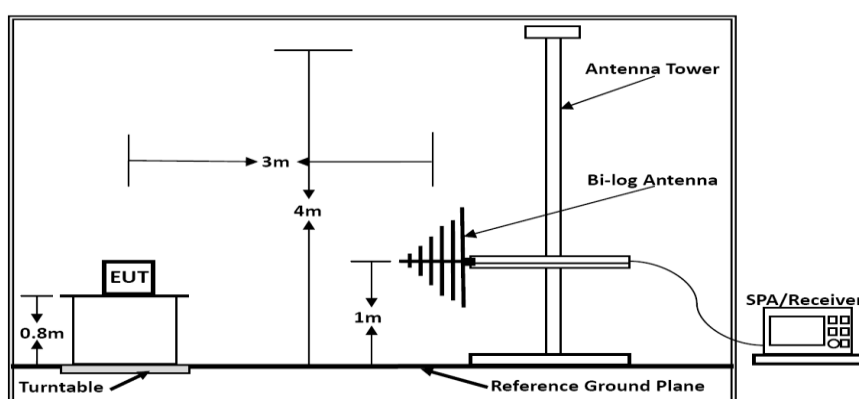 Antenna Tower
3m
Bi-log Antenna
4m
EUT
SPA/Receiver
0.8m
1m
Turntable
Reference Ground Plane